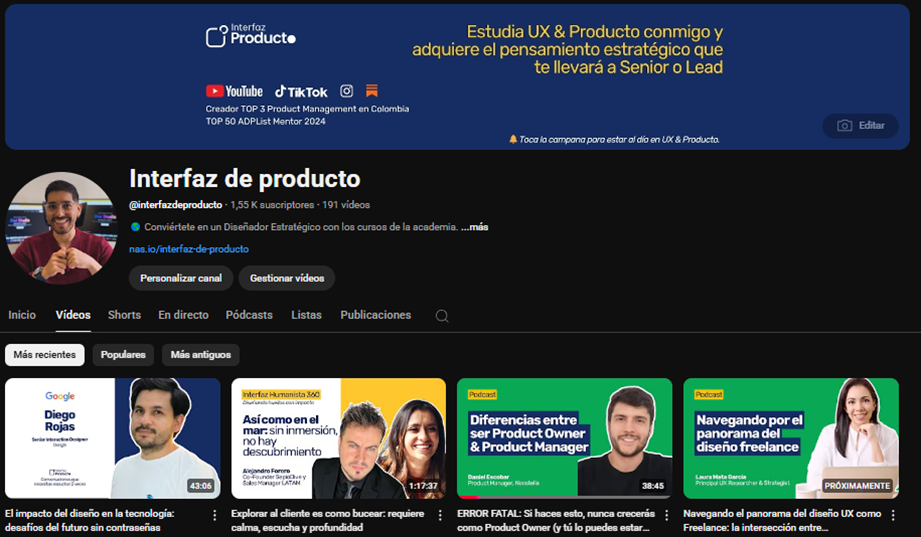 Interfaz
Producto
Estudia UX & Producto conmigo y
adquiere el pensamiento estratégico que
te llevará a Senior o Lead
YouTube TikTok
Creador TOP 3 Product Management en Colombia
TOP 50 ADPList Mentor 2024
Editar
Toca la campana para estar al día en UX & Producto.
Interfaz de producto
@interfazdeproducto · 1,55 K suscriptores · 191 vídeos
Conviértete en un Diseñador Estratégico con los cursos de la academia. ...más
nas.io/interfaz-de-producto
Personalizar canal Gestionar vídeos
Inicio Vídeos Shorts En directo Pódcasts Listas Publicaciones
Más recientes Populares Más antiguos
Google
Diego
Rojas
Senior Interaction Designer
Google
43:06
El impacto del diseño en la tecnología:
desafíos del futuro sin contraseñas
Interfaz Humanista 360
Diseñando huellas con impacto
Así como en el
mar: sin inmersión,
no hay
descubrimiento
Alejandro Forero
Co-Founder SepiaClive y
Sales Manager LATAM
1:17:37
Explorar al cliente es como bucear: requiere
calma, escucha y profundidad
Podcast
Diferencias entre
ser Product Owner
& Product Manager
Daniel Escobar
Product Manager, Nocdella
38:45
ERROR FATAL: Si haces esto, nunca crecerás
como Product Owner (y tú lo puedes estar...
Podcast
Navegando por el
panorama del
diseño freelance
Laura Mata García
Principal UX Researcher & Strategist
PRÓXIMAMENTE
Navegando el panorama del diseño UX como
Freelance: la intersección entre...